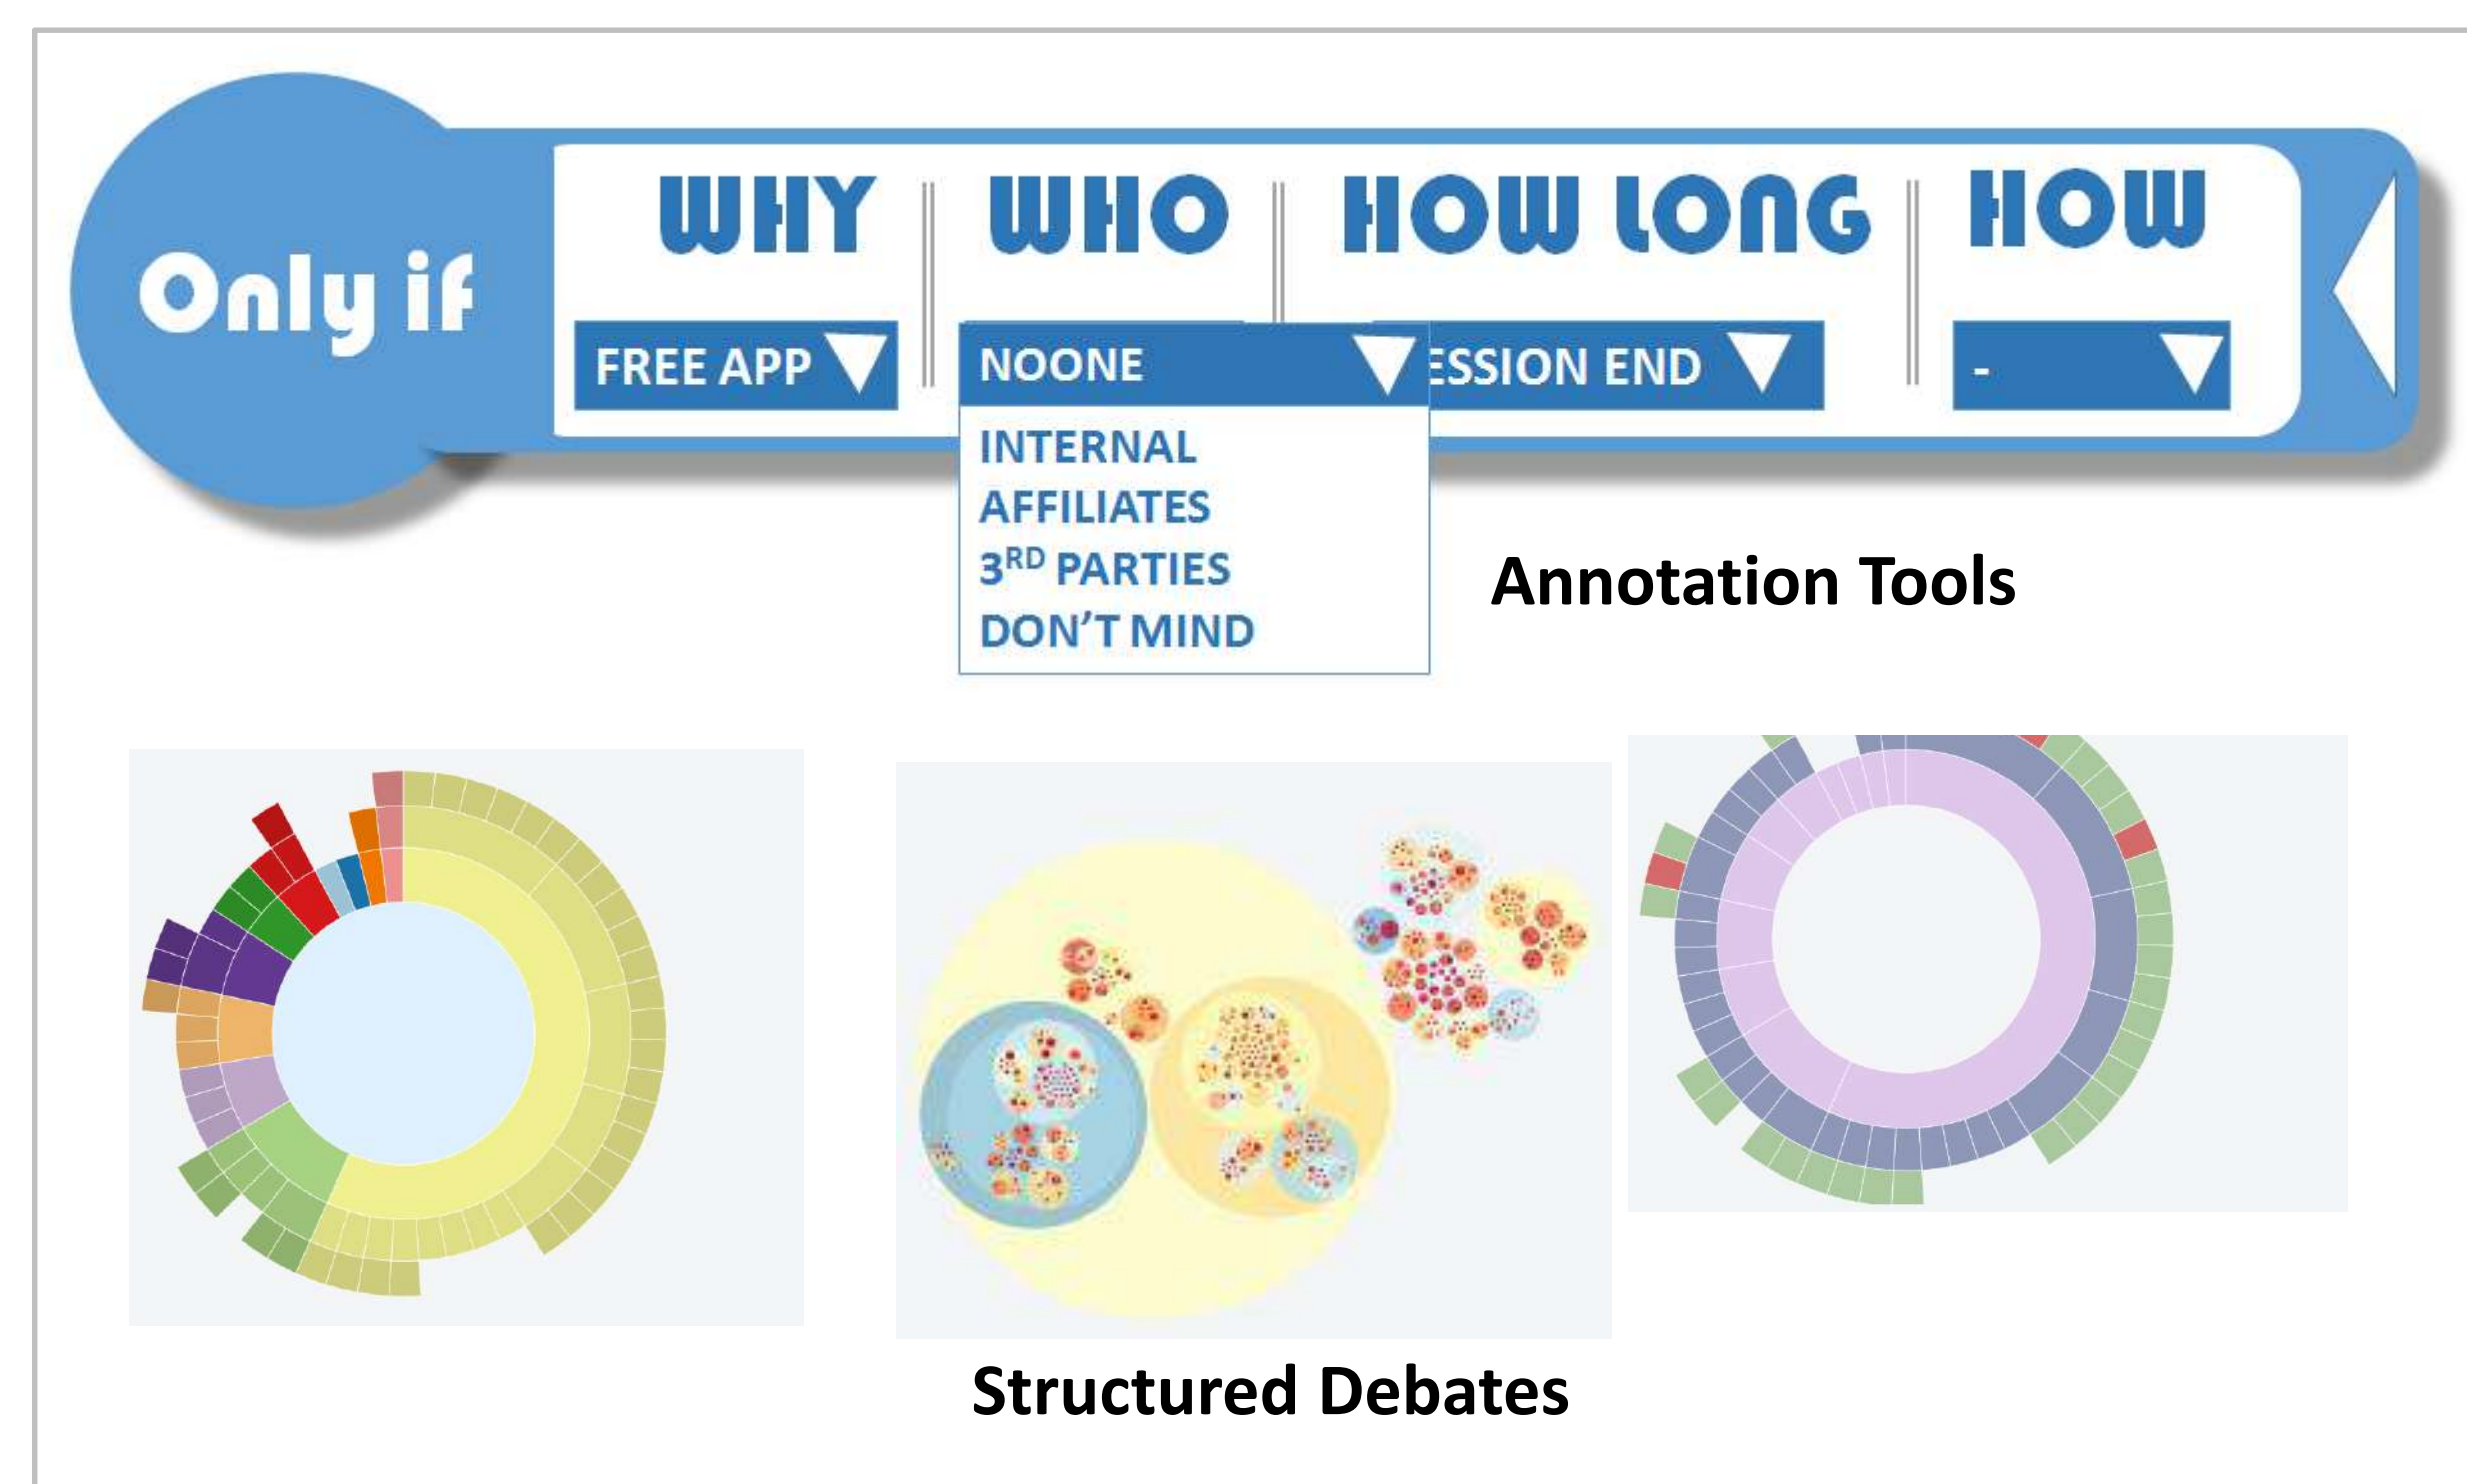 Only if
WHY
WHO
HOW LONG
HOW
FREE APP
NOONE
ESSION END
-
INTERNAL
AFFILIATES
3RD PARTIES
DON'T MIND
Annotation Tools
Structured Debates